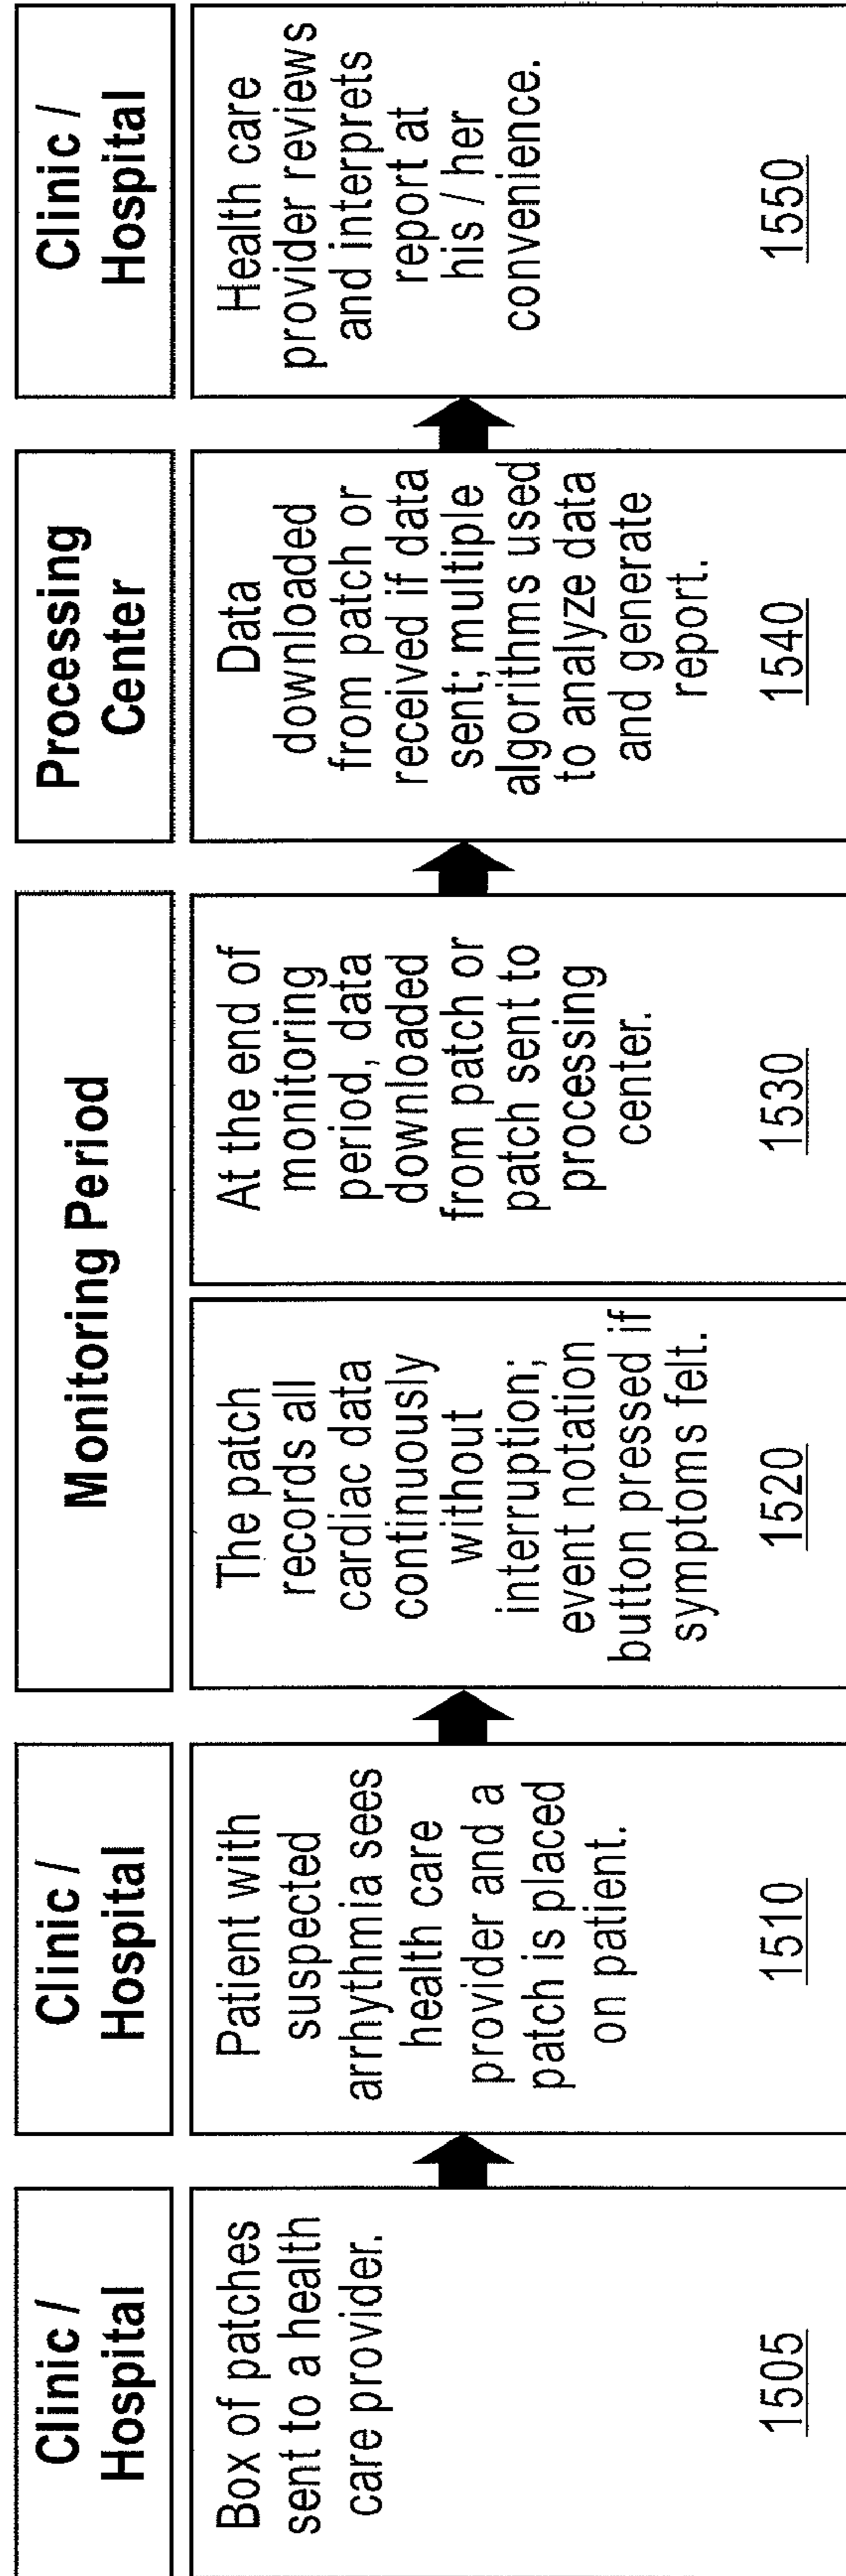 Clinic /
Hospital
Box of patches
sent to a health
care provider.
1505
Clinic /
Hospital
Patient with
suspected
arrhythmia sees
health care
provider and a
patch is placed
on patient.
1510
Monitoring Period
The patch
records all
cardiac data
continuously
without
interruption;
event notation
button pressed if
symptoms felt.
1520
At the end of
monitoring
period, data
downloaded
from patch or
patch sent to
processing
center.
1530
Processing
Center
Data
downloaded
from patch or
received if data
sent; multiple
algorithms used
to analyze data
and generate
report.
1540
Clinic /
Hospital
Health care
provider reviews
and interprets
report at
his / her
convenience.
1550